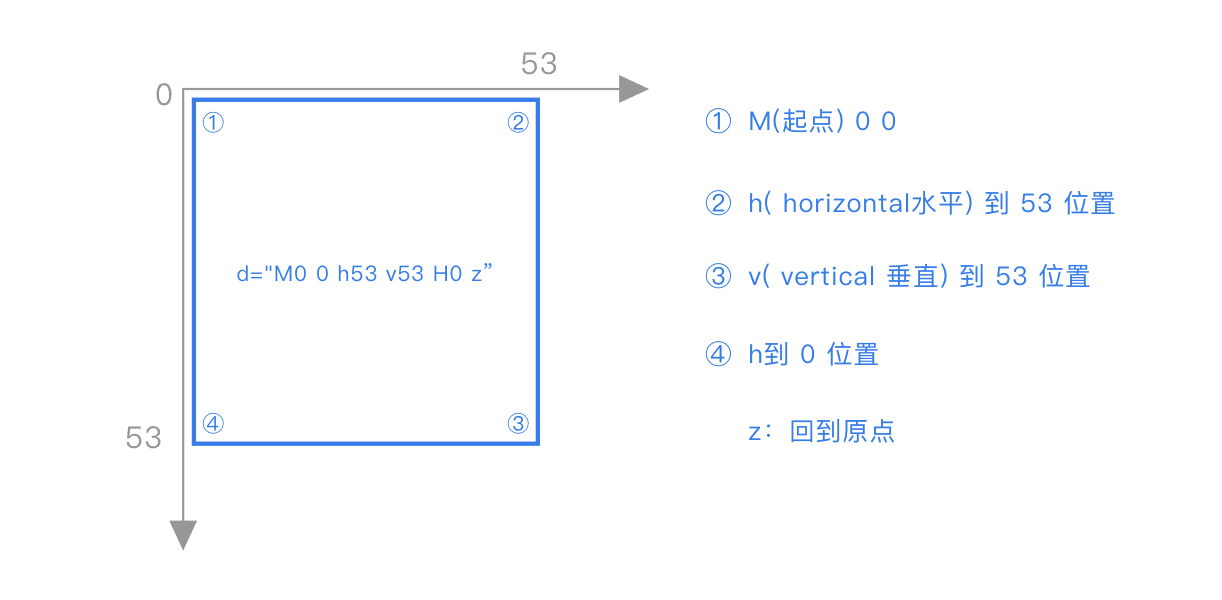 53
0
① ②
d="M0 0 h53 v53 H0 z”
④ ③
53
① M(起点) 0 0
② h( horizontal水平) 到 53 位置
③ v( vertical 垂直) 到 53 位置
④ h到 0 位置
z：回到原点